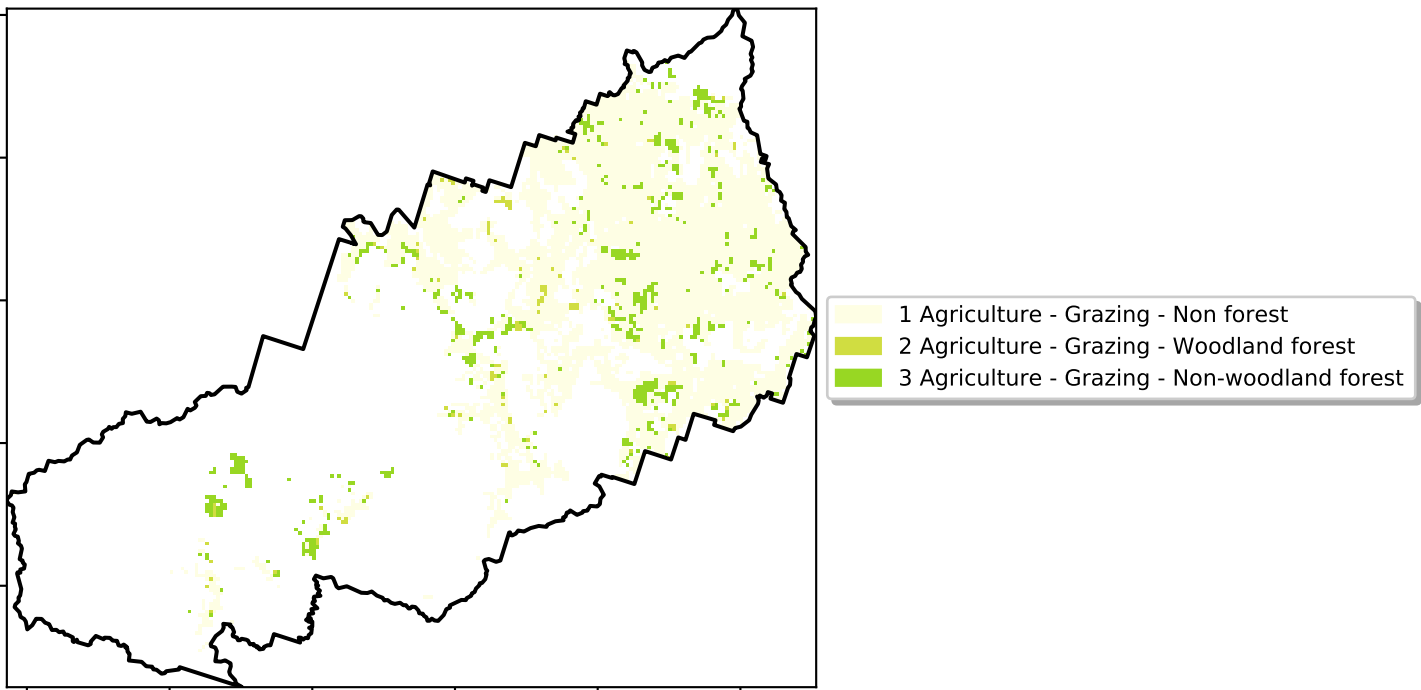 1 Agriculture - Grazing - Non forest
2 Agriculture - Grazing - Woodland forest
3 Agriculture - Grazing - Non-woodland forest